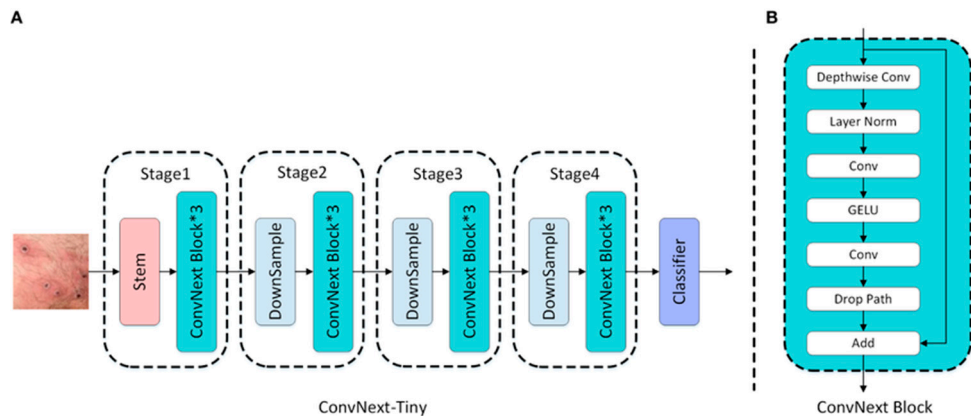 A
Stage1
Stem
ConvNext Block*3
Stage2
DownSample
ConvNext Block*3
Stage3
DownSample
ConvNext Block*3
Stage4
DownSample
ConvNext Block*3
Classifier
ConvNext-Tiny
B
Depthwise Conv
Layer Norm
Conv
GELU
Conv
Drop Path
Add
ConvNext Block